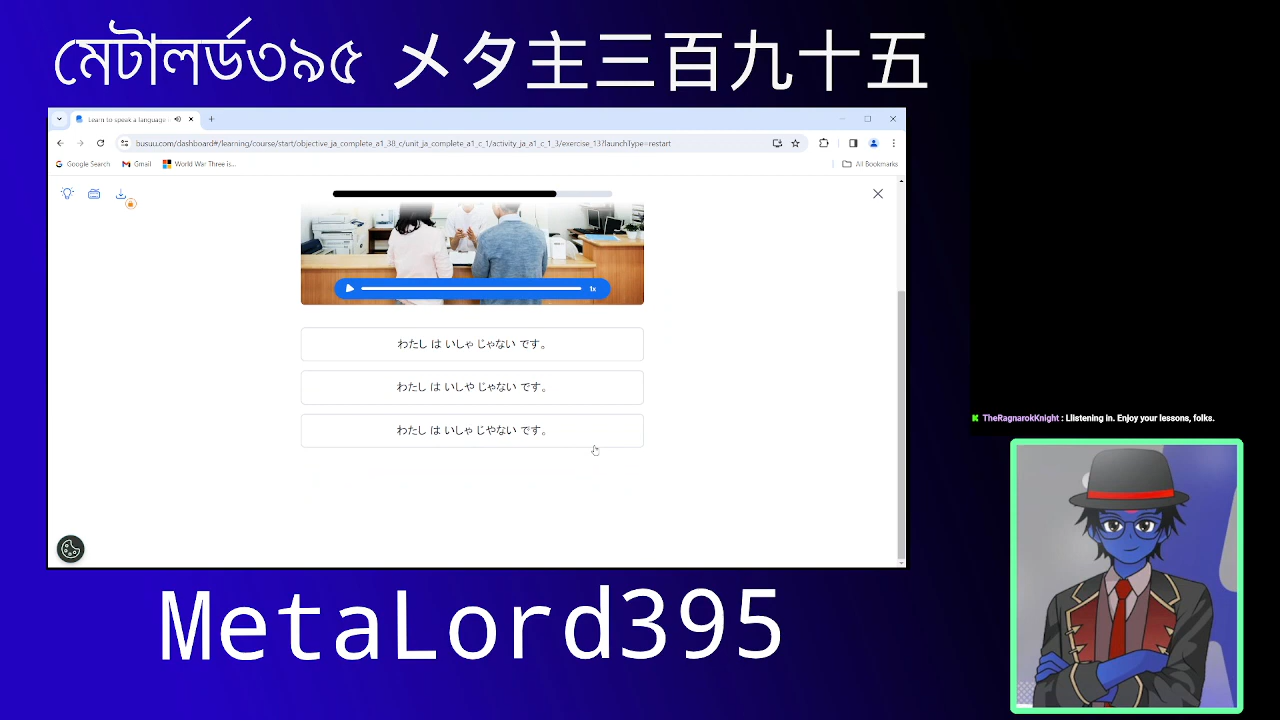 মেটালর্ড৩৯৫ メタ主三百九十五
Learn to speak a language
busuu.com/dashboard#/learning/course/start/objective_ja_complete_a1_38_c/unit_ja_complete_a1_c_1/activity_ja_a1_c_1_3/exercise_13?launchType=restart
Google Search
Gmail
World War Three is...
All Bookmarks
1x
わたし は いしゃ じゃない です。
わたし は いしや じゃない です。
わたし は いしゃ じやない です。
TheRagnarokKnight : LIistening in. Enjoy your lessons, folks.
MetaLord395